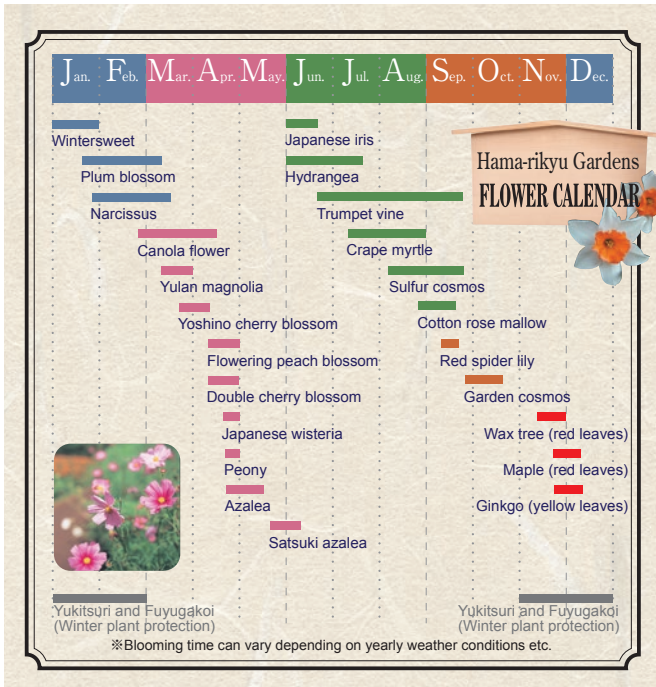 Jan. Feb. Mar. Apr. May. Jun. Jul. Aug. Sep. Oct. Nov. Dec.
Hama-rikyu Gardens
FLOWER CALENDAR
Wintersweet
Plum blossom
Narcissus
Canola flower
Yulan magnolia
Yoshino cherry blossom
Flowering peach blossom
Double cherry blossom
Japanese wisteria
Peony
Azalea
Satsuki azalea
Japanese iris
Hydrangea
Trumpet vine
Crape myrtle
Sulfur cosmos
Cotton rose mallow
Red spider lily
Garden cosmos
Wax tree (red leaves)
Maple (red leaves)
Ginkgo (yellow leaves)
Yukitsuri and Fuyugakoi
(Winter plant protection)
Yukitsuri and Fuyugakoi
(Winter plant protection)
※Blooming time can vary depending on yearly weather conditions etc.